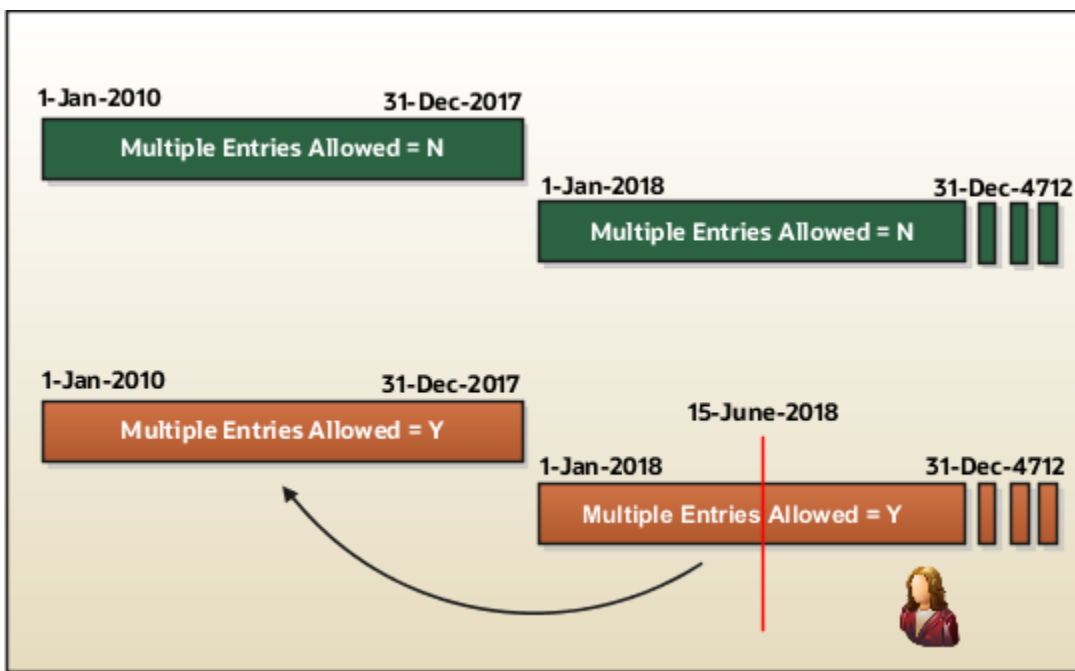 1-Jan-2010 31-Dec-2017
Multiple Entries Allowed = N
1-Jan-2018 31-Dec-4712
Multiple Entries Allowed = N
1-Jan-2010 31-Dec-2017
Multiple Entries Allowed = Y
15-June-2018
1-Jan-2018 31-Dec-4712
Multiple Entries Allowed = Y